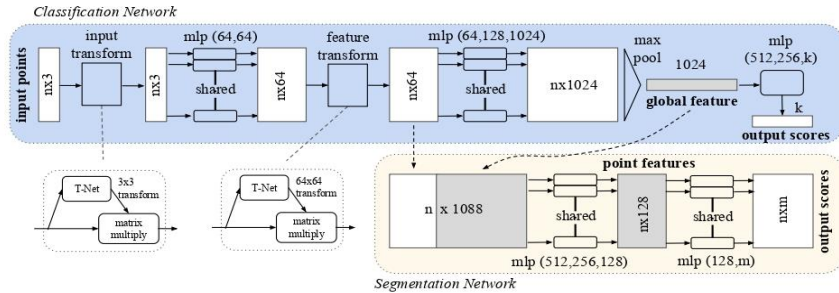 Classification Network
input points
nx3
input
transform
nx3
mlp (64,64)
shared
nx64
feature
transform
nx64
mlp (64,128,1024)
shared
nx1024
max
pool
1024
global feature
mlp
(512,256,k)
k
output scores
T-Net
3x3
transform
matrix
multiply
T-Net
64x64
transform
matrix
multiply
point features
n x 1088
shared
mlp (512,256,128)
nx128
shared
mlp (128,m)
nxm
output scores
Segmentation Network